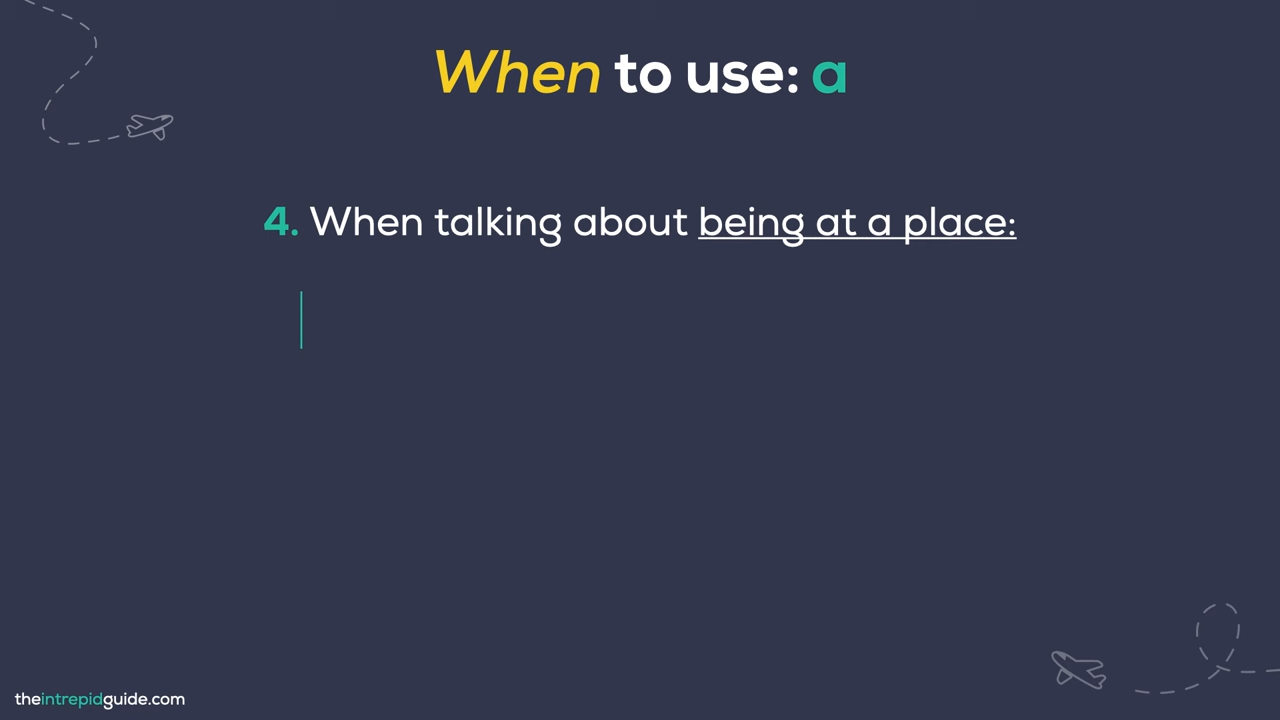 When to use: a
4. When talking about being at a place:
theintrepidguide.com